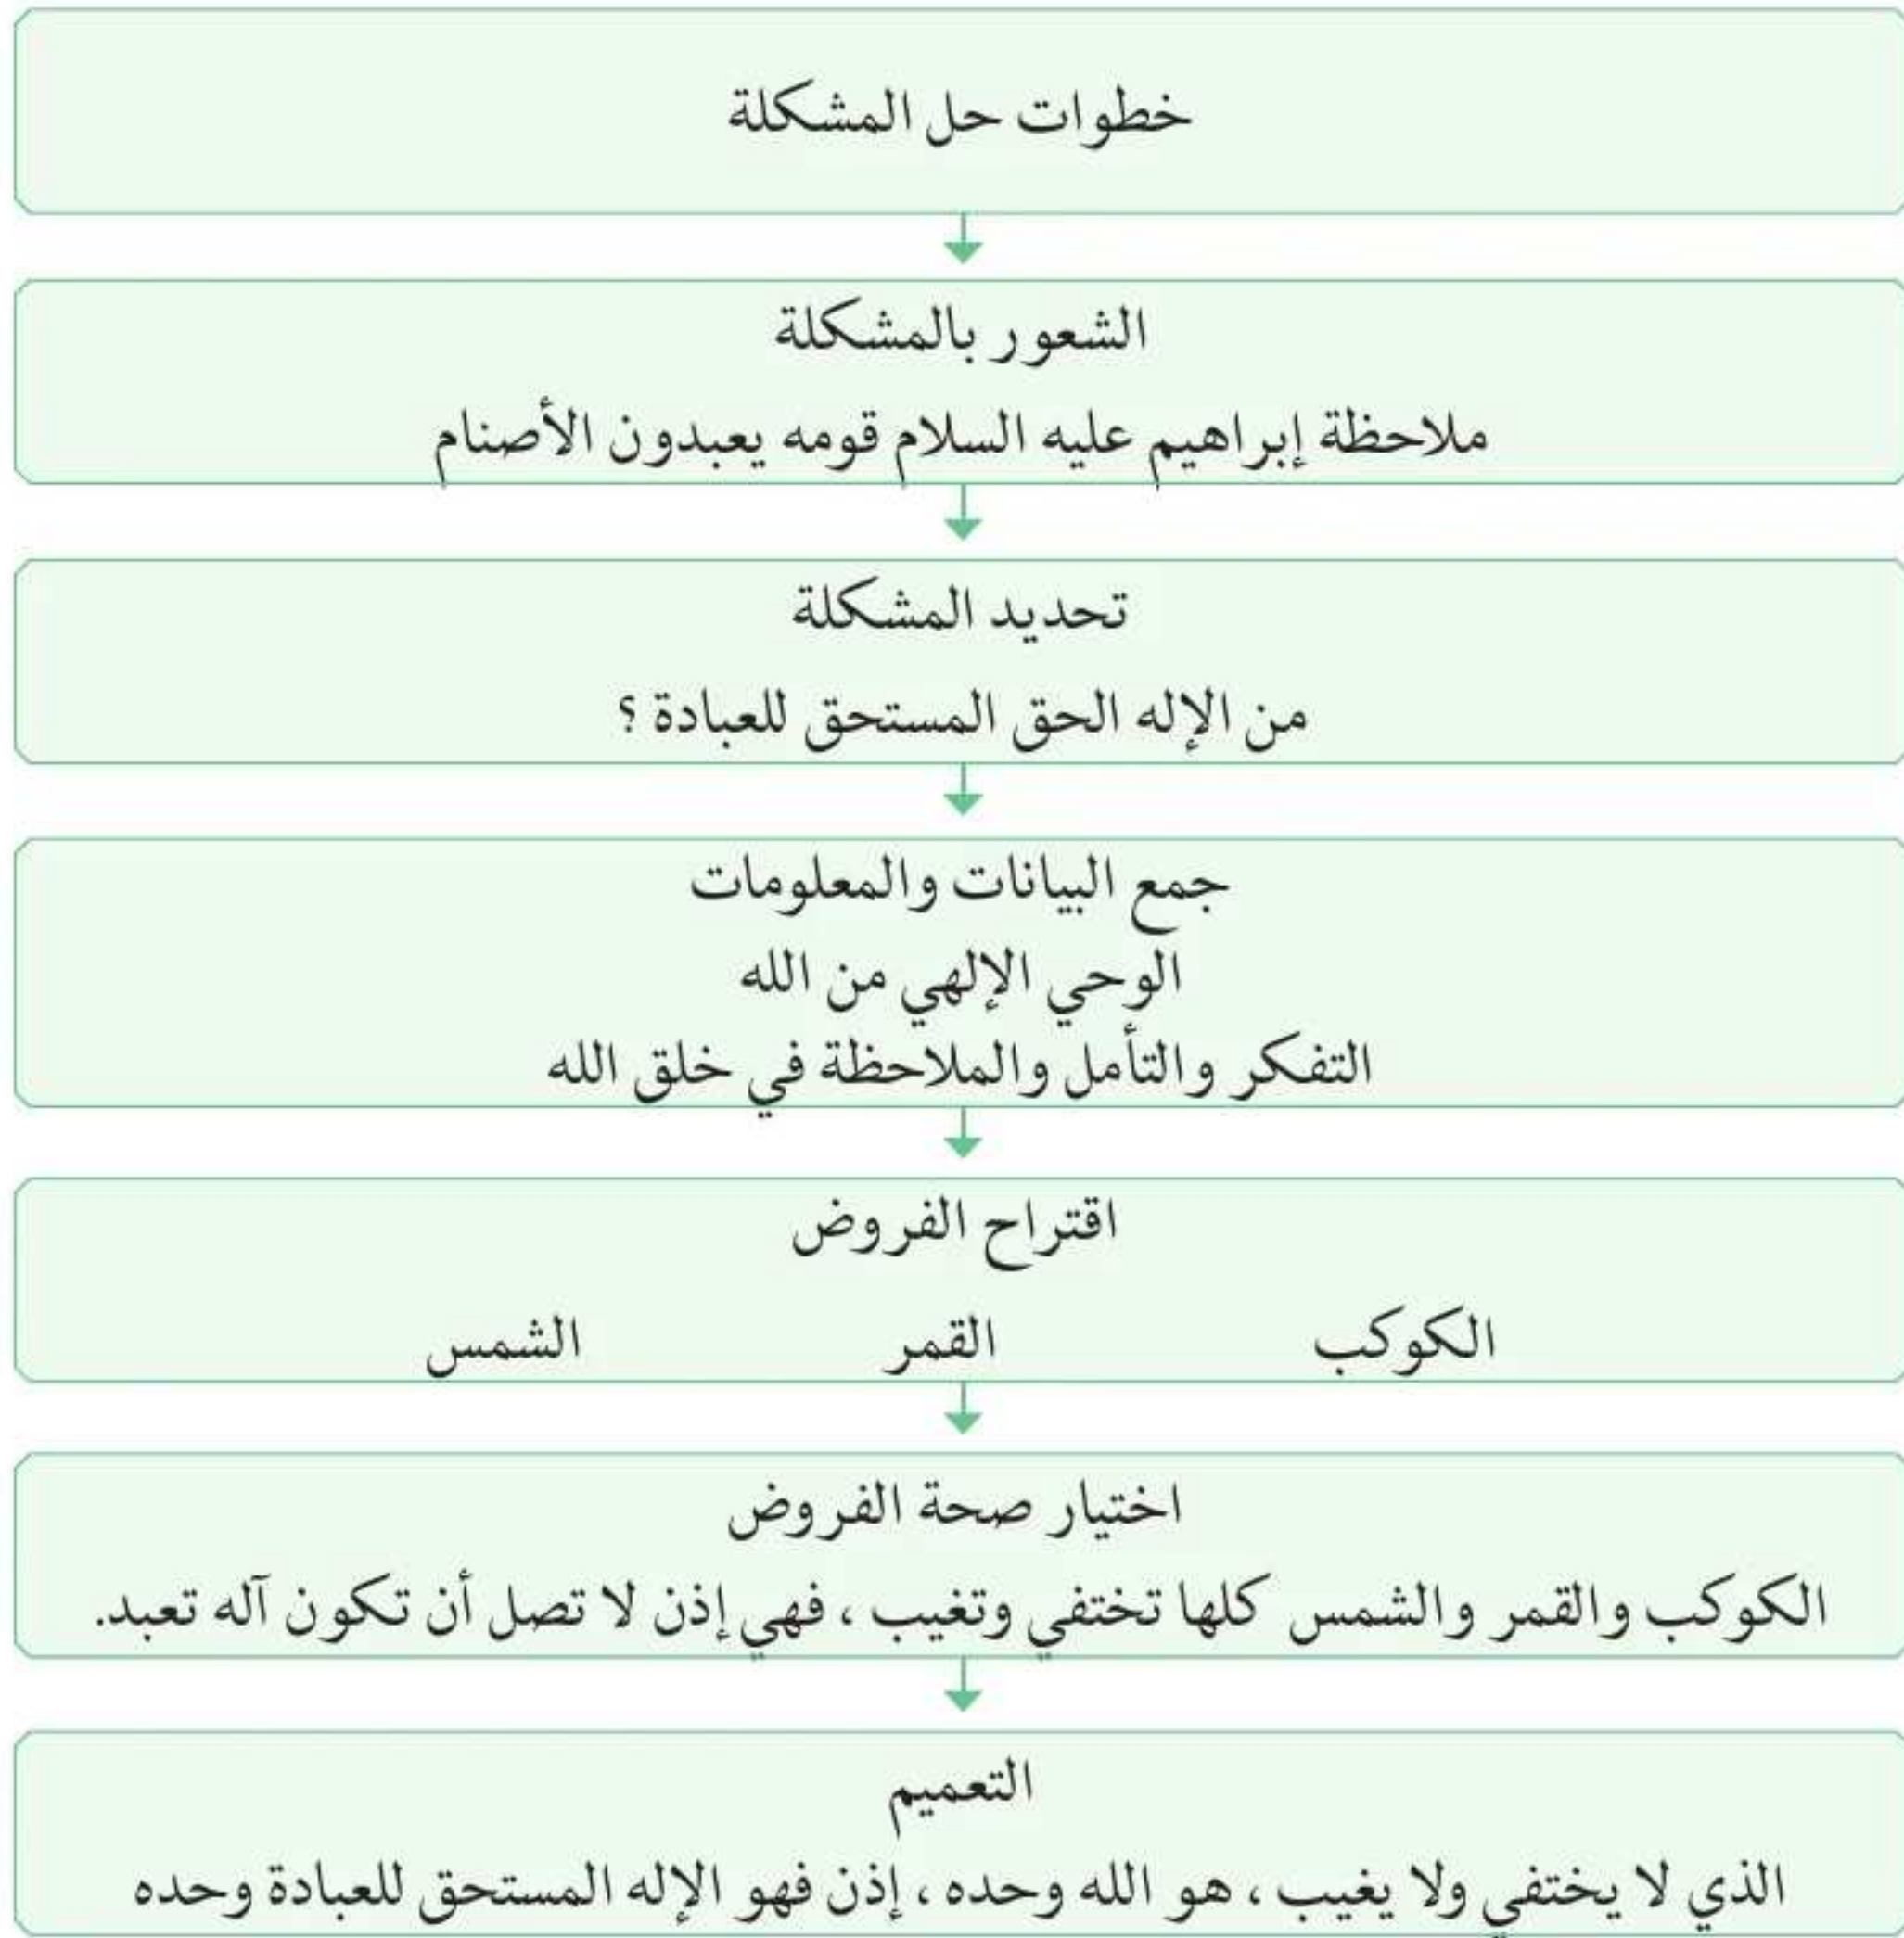 خطوات حل المشكلة
الشعور بالمشكلة
ملاحظة إبراهيم عليه السلام قومه يعبدون الأصنام
تحديد المشكلة
من الإله الحق المستحق للعبادة ؟
جمع البيانات والمعلومات
الوحي الإلهي من الله
التفكر والتأمل والملاحظة في خلق الله
اقتراح الفروض
الكوكب القمر الشمس
اختيار صحة الفروض
الكوكب والقمر والشمس كلها تختفي وتغيب ، فهي إذن لا تصل أن تكون آله تعبد.
التعميم
الذي لا يختفي ولا يغيب ، هو الله وحده ، إذن فهو الإله المستحق للعبادة وحده